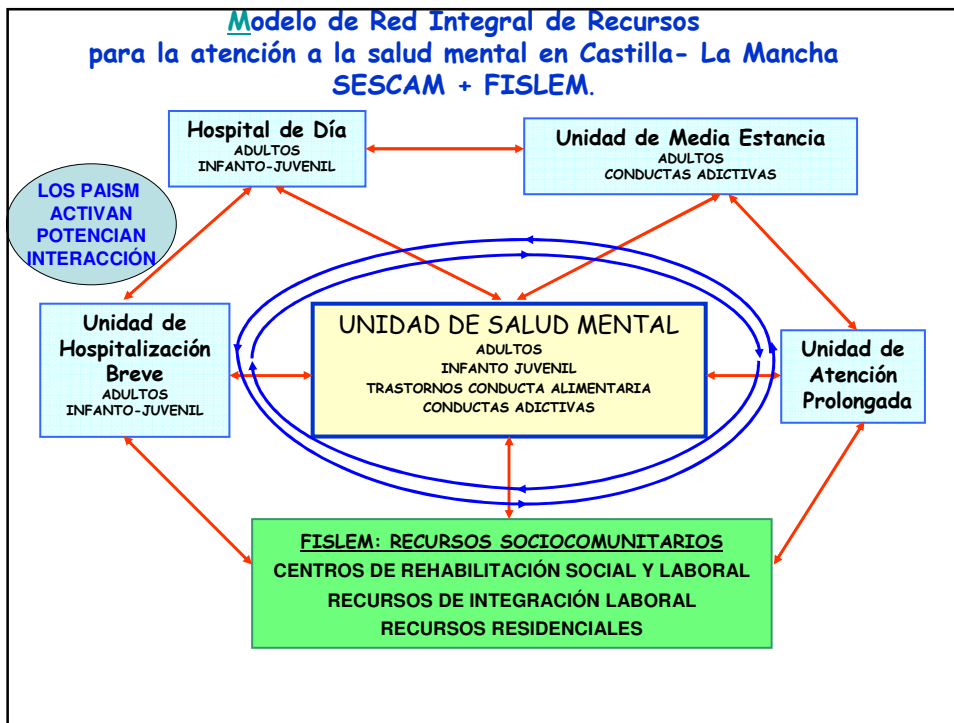 Modelo de Red Integral de Recursos
para la atención a la salud mental en Castilla- La Mancha
SESCAM + FISLEM.
Hospital de Día
ADULTOS
INFANTO-JUVENIL
Unidad de Media Estancia
ADULTOS
CONDUCTAS ADICTIVAS
LOS PAISM
ACTIVAN
POTENCIAN
INTERACCIÓN
Unidad de
Hospitalización
Breve
ADULTOS
INFANTO-JUVENIL
UNIDAD DE SALUD MENTAL
ADULTOS
INFANTO JUVENIL
TRASTORNOS CONDUCTA ALIMENTARIA
CONDUCTAS ADICTIVAS
Unidad de
Atención
Prolongada
FISLEM: RECURSOS SOCIOCOMUNITARIOS
CENTROS DE REHABILITACIÓN SOCIAL Y LABORAL
RECURSOS DE INTEGRACIÓN LABORAL
RECURSOS RESIDENCIALES